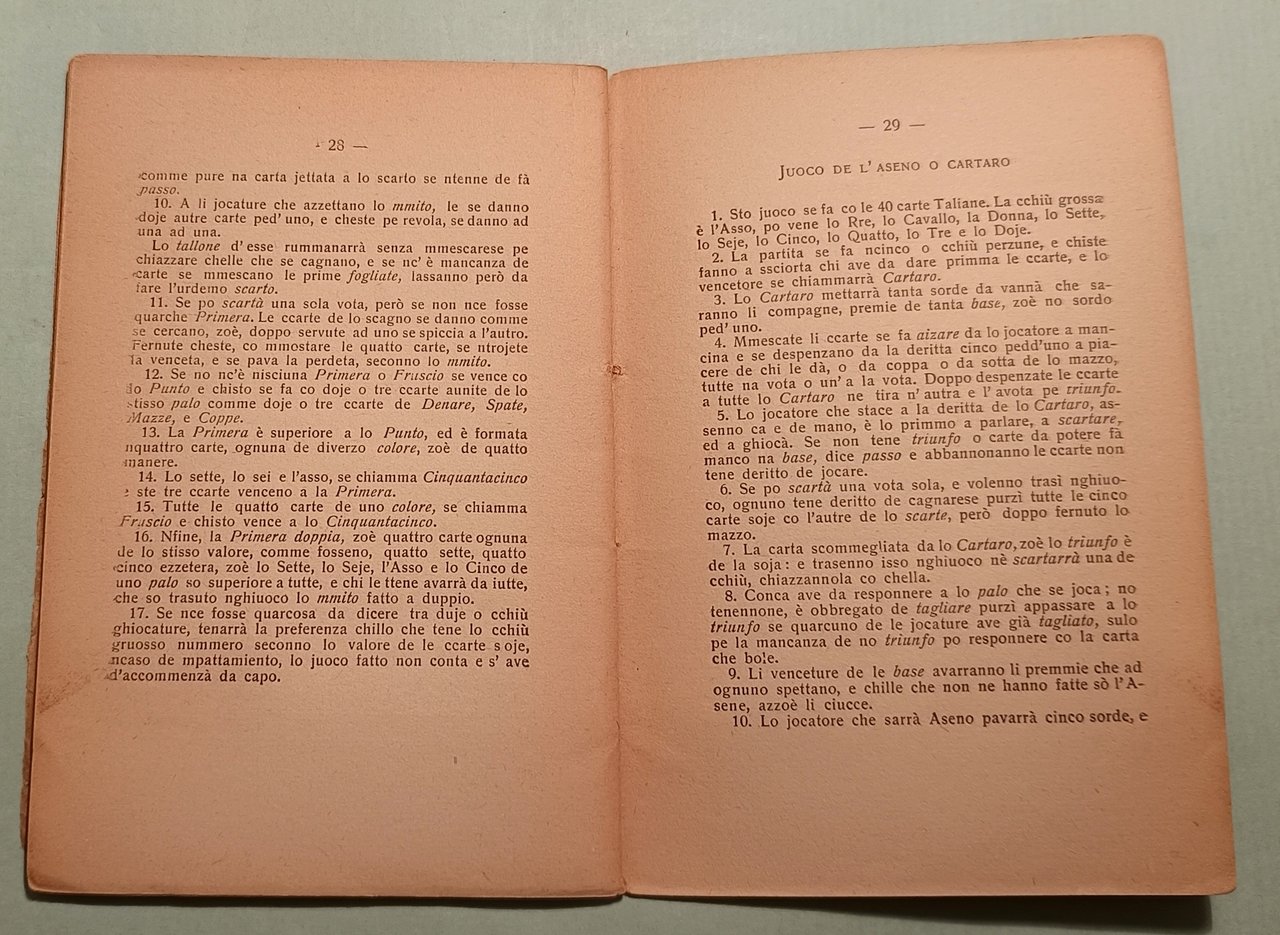 28 —
comme pure na carta jettata a lo scarto se ntenne de fà
passo.
10. A li jocature che azzettano lo mmito, le se danno
doje autre carte ped' uno, e cheste pe revola, se danno ad
una ad una.
Lo tallone d'esse rummanarrà senza mmescarese pe
chiazzare chelle che se cagnano, e se nc' è mancanza de
carte se mmescano le prime fogliate, lassanno però da
fare l'urdemo scarto.
11. Se po scartà una sola vota, però se non nce fosse
quarche Primera. Le ccarte de lo scagno se danno comme
se cercano, zoè, doppo servute ad uno se spiccia a l'autro.
Fernute cheste, co mmostare le quatto carte, se ntrojete
la venceta, e se pava la perdeta, seconno lo mmito.
12. Se no nc'è nisciuna Primera o Fruscio se vence co
lo Punto e chisto se fa co doje o tre ccarte aunite de lo
stisso palo comme doje o tre ccarte de Denare, Spate,
Mazze, e Coppe.
13. La Primera è superiore a lo Punto, ed è formata
nquattro carte, ognuna de diverzo colore, zoè de quatto
manere.
14. Lo sette, lo sei e l'asso, se chiamma Cinquantacinco
e ste tre ccarte venceno a la Primera.
15. Tutte le quattò carte de uno colore, se chiamma
Fruscio e chisto vence a lo Cinquantacinco.
16. Nfine, la Primera doppia, zoè quattro carte ognuna
de lo stisso valore, comme fosseno, quatto sette, quatto
cinco ezzetera, zoè lo Sette, lo Seje, l'Asso e lo Cinco de
uno palo so superiore a tutte, e chi le ttene avarrà da iutte,
che so trasuto nghiuoco lo mmito fatto a duppio.
17. Se nce fosse quarcosa da dicere tra duje o cchiù
ghiocature, tenarrà la preferenza chillo che tene lo cchiù
gruosso nummero seconno lo valore de le ccarte soje,
ncaso de mpattamiento, lo juoco fatto non conta e s' ave
d'accommenzà da capo.
— 29 —
JUOCO DE L' ASENO O CARTARO
1. Sto juoco se fa co le 40 carte Taliane. La cchiù grossa
è l'Asso, po vene lo Rre, lo Cavallo, la Donna, lo Sette,
lo Seje, lo Cinco, lo Quatto, lo Tre e lo Doje.
2. La partita se fa ncinco o cchiù perzune, e chiste
fanno a ssciorta chi ave da dare primma le ccarte, e lo
vencetore se chiammarrà Cartaro.
3. Lo Cartaro mettarrà tanta sorde da vanna che sa-
ranno li compagne, premie de tanta base, zoè no sordo
ped' uno.
4. Mmescate li ccarte se fa aizare da lo jocatore a man-
cina e se despenzano da la deritta cinco pedd'uno a pia-
cere de chi le dà, o da coppa o da sotta de lo mazzo,
tutte na vota o un' a la vota. Doppo despenzate le ccarte
a tutte lo Cartaro ne tira n' autra e l' avota pe triunfo.
5. Lo jocatore che stace a la deritta de lo Cartaro, as-
senno ca e de mano, è lo primmo a parlare, a scartare,
ed a ghiocà. Se non tene triunfo o carte da potere fà
manco na base, dice passo e abbannonanno le ccarte non
tene deritto de jocare.
6. Se po scartà una vota sola, e volenno trasì nghiuo-
co, ognuno tene deritto de cagnarese purzì tutte le cinco
carte soje co l'autre de lo scarte, però doppo fernuto lo
mazzo.
7. La carta scommegliata da lo Cartaro, zoè lo triunfo è
de la soja: e trasenno isso nghiuoco nè scartarrà una de
cchiù, chiazzannola co chella.
8. Conca ave da responnere a lo palo che se joca; no
tenennone, è obbregato de tagliare purzì appassare a lo
triunfo se quarcuno de le jocature ave già tagliato, sulo
pe la mancanza de no triunfo po responnere co la carta
che bole.
9. Li venceture de le base avarranno li premmie che ad
ognuno spettano, e chille che non ne hanno fatte sò l'A-
sene, azzoè li ciucce.
10. Lo jocatore che sarrà Aseno pavarrà cinco sorde, e